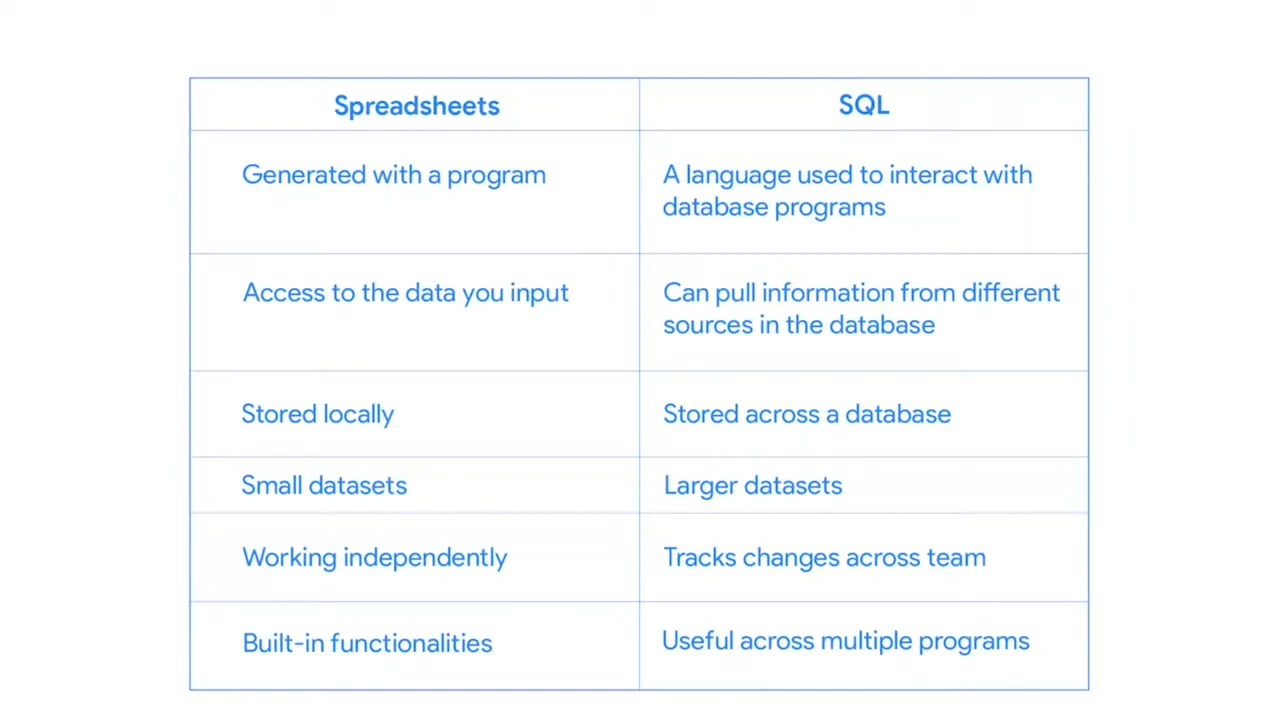 Spreadsheets
SQL
Generated with a program
A language used to interact with
database programs
Access to the data you input
Can pull information from different
sources in the database
Stored locally
Stored across a database
Small datasets
Larger datasets
Working independently
Tracks changes across team
Built-in functionalities
Useful across multiple programs